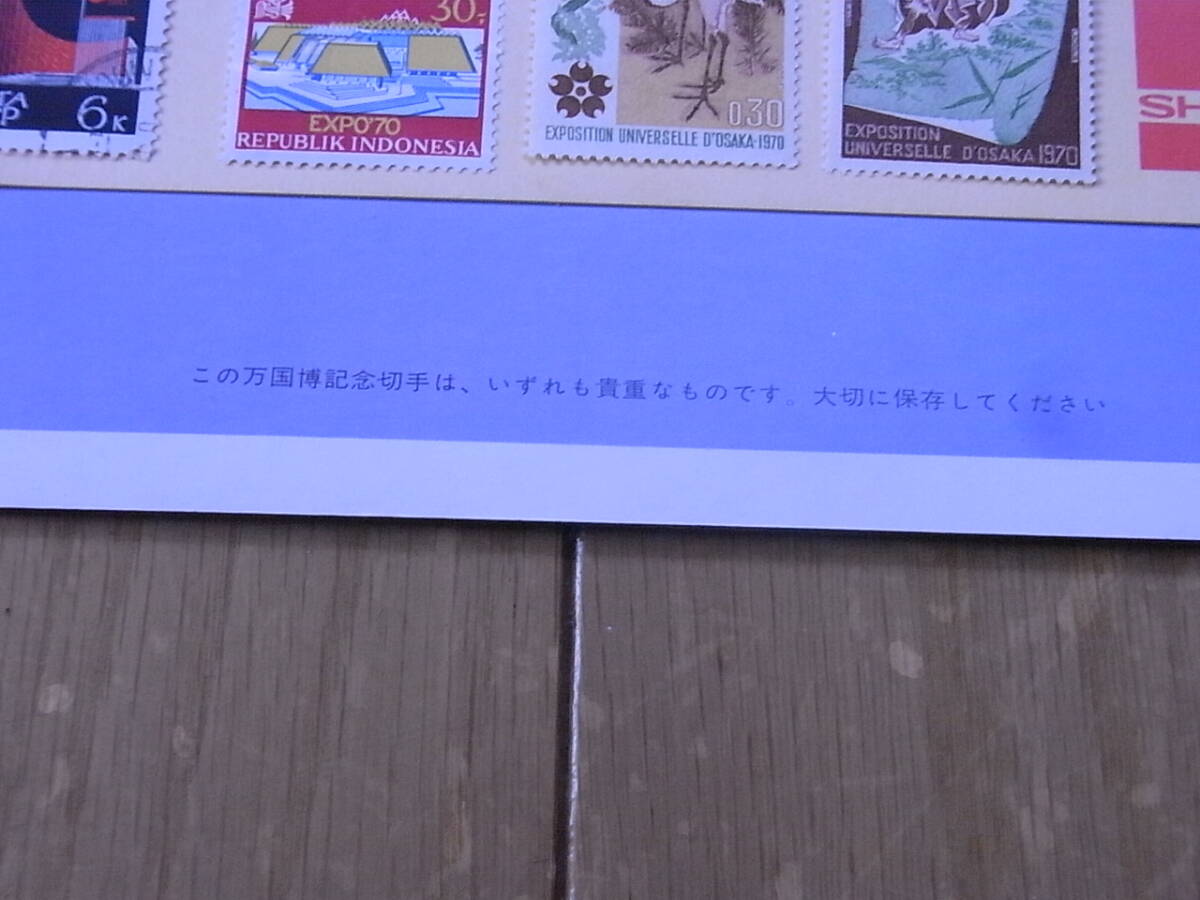 6к
30.-
EXPO'70
REPUBLIK INDONESIA
0.30
EXPOSITION UNIVERSELLE D'OSAKA-1970
EXPOSITION
UNIVERSELLE D'OSAKA 1970
SH
この万国博記念切手は、いずれも貴重なものです。大切に保存してください